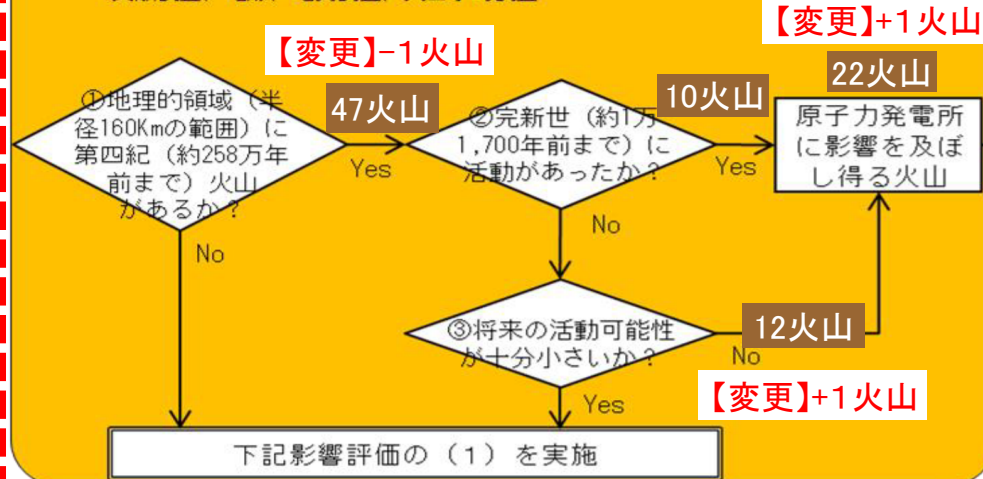 【変更】+1火山
【変更】-1火山
22火山
47火山
10火山
①地理的領域（半
径160Kmの範囲）に
第四紀（約258万年
前まで）火山
があるか？
Yes
②完新世（約1万
1,700年前まで）に
活動があったか？
Yes
原子力発電所
に影響を及ぼ
し得る火山
No
No
③将来の活動可能性
が十分小さいか？
12火山
No
【変更】+1火山
Yes
下記影響評価の（１）を実施